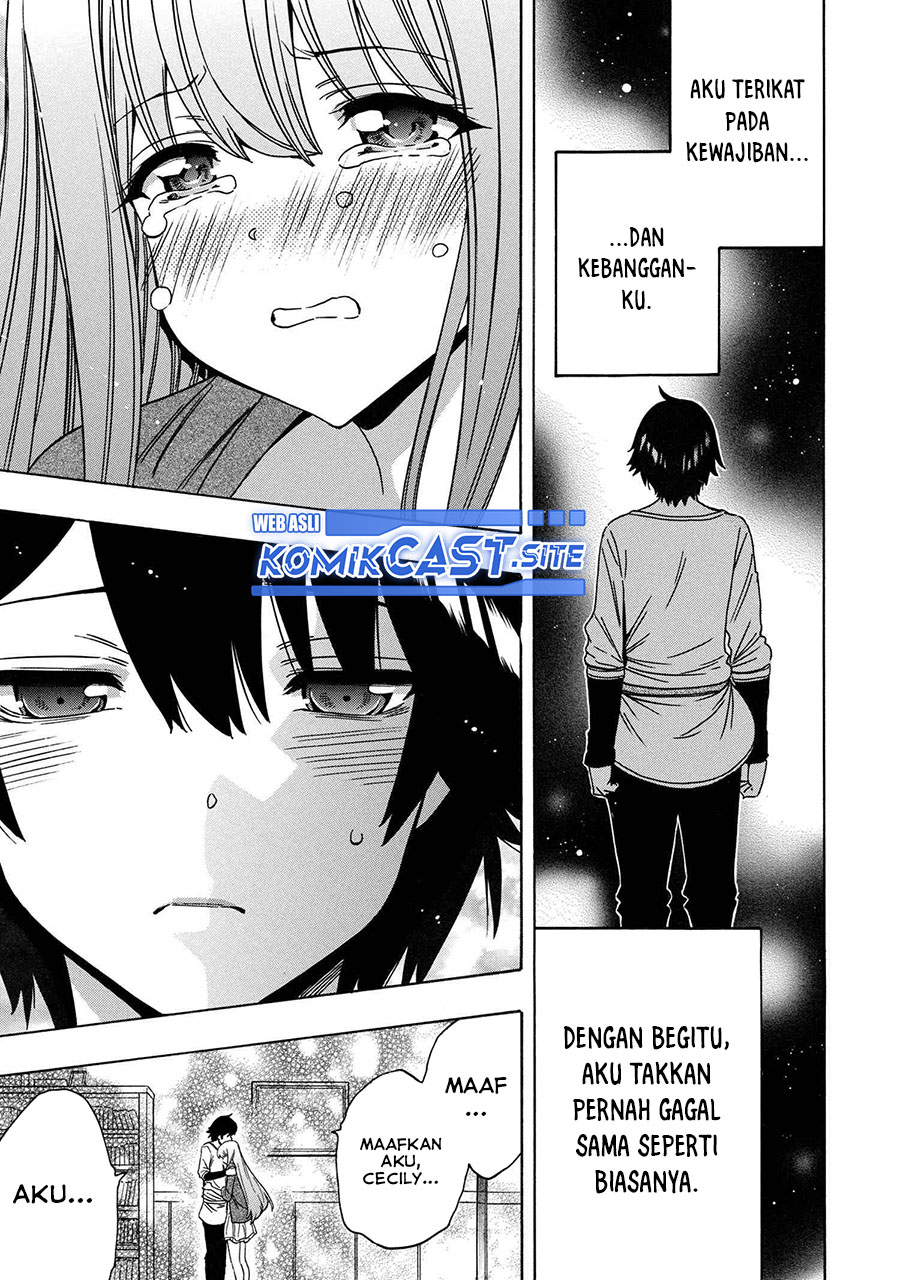 AKU TERIKAT
PADA
KEWAJIBAN...
...DAN
KEBANGGAN-
KU.
WEB ASLI
KOMIKCAST.SITE
DENGAN BEGITU,
AKU TAKKAN
PERNAH GAGAL
SAMA SEPERTI
BIASANYA.
MAAF
...
MAAFKAN
AKU,
CECILY...
AKU...